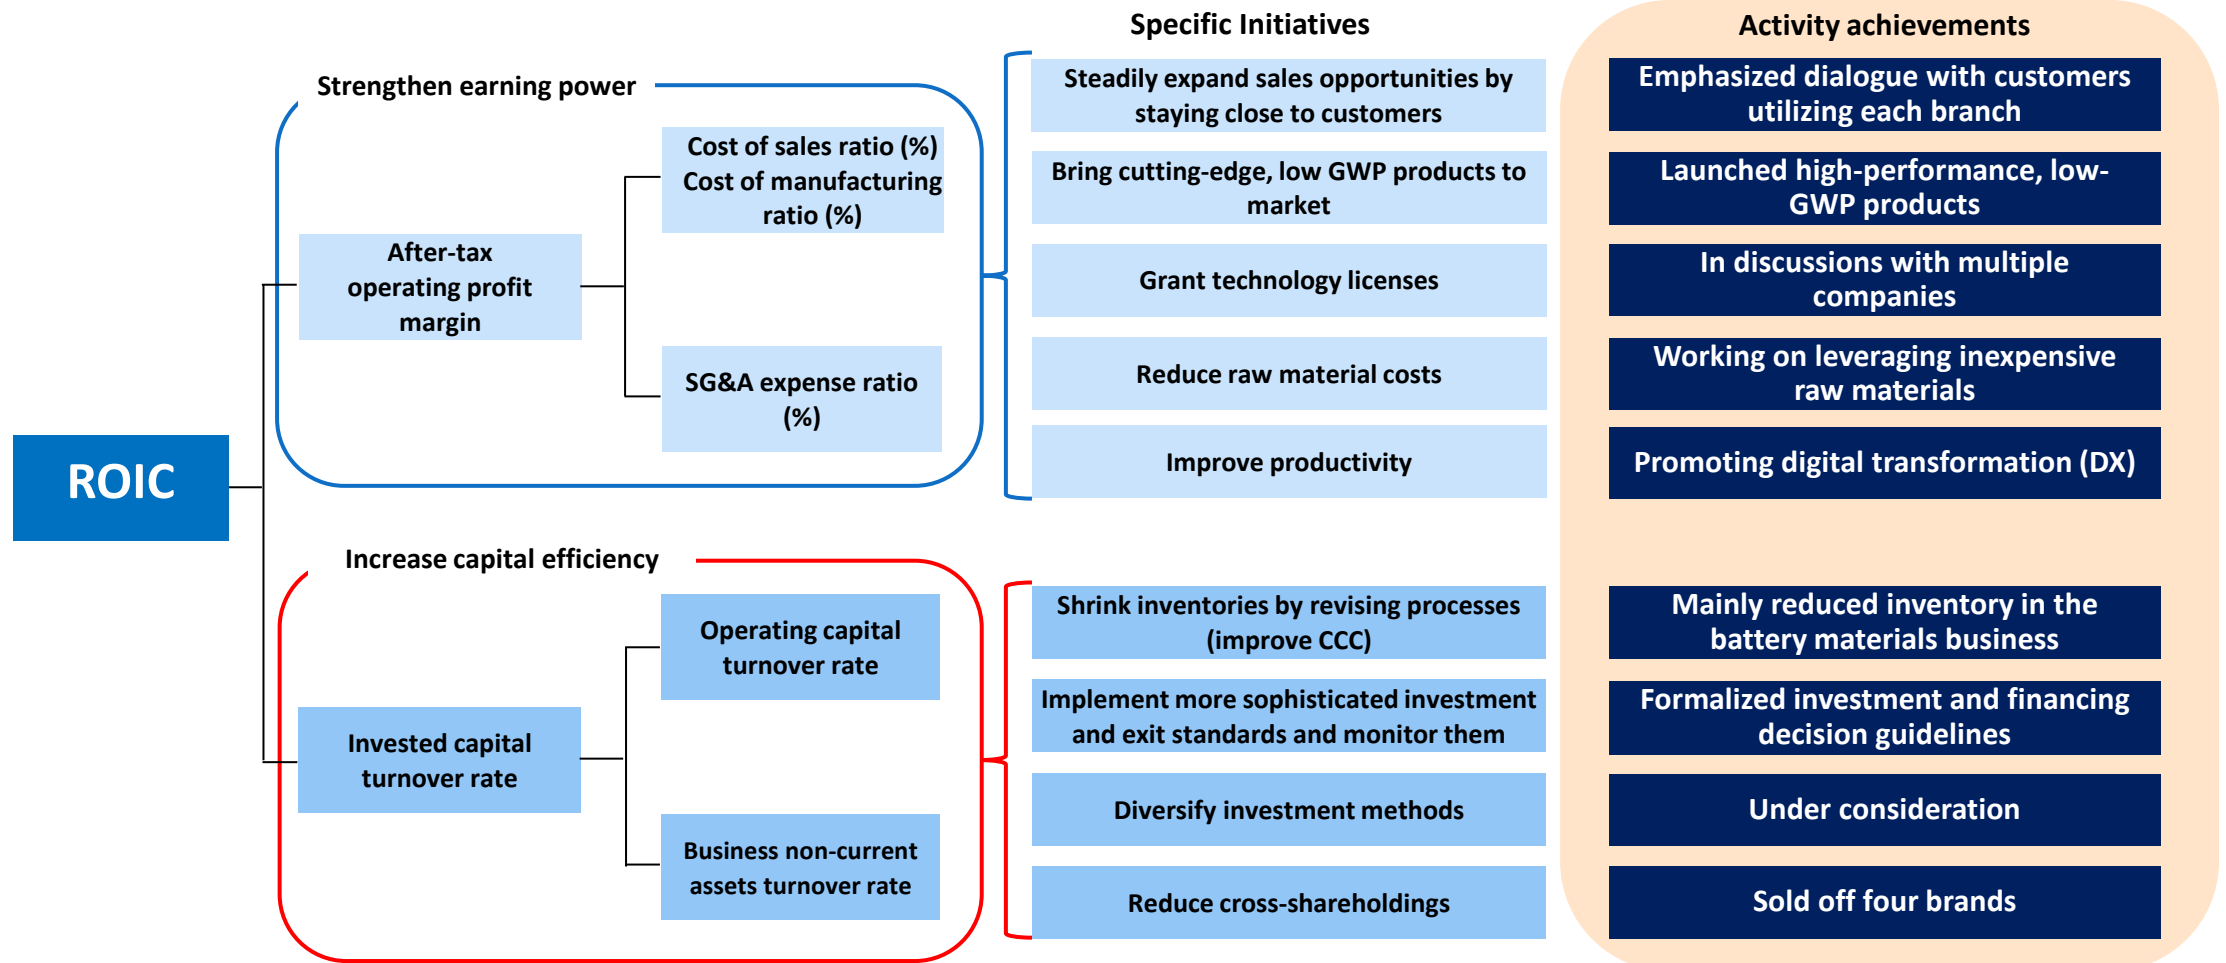 Specific Initiatives
Activity achievements
Strengthen earning power
Cost of sales ratio (%)
Cost of manufacturing
ratio (%)
After-tax
operating profit
margin
SG&A expense ratio
(%)
Steadily expand sales opportunities by
staying close to customers
Emphasized dialogue with customers
utilizing each branch
Bring cutting-edge, low GWP products to
market
Launched high-performance, low-
GWP products
Grant technology licenses
In discussions with multiple
companies
Reduce raw material costs
Working on leveraging inexpensive
raw materials
Improve productivity
Promoting digital transformation (DX)
ROIC
Increase capital efficiency
Operating capital
turnover rate
Invested capital
turnover rate
Business non-current
assets turnover rate
Shrink inventories by revising processes
(improve CCC)
Mainly reduced inventory in the
battery materials business
Implement more sophisticated investment
and exit standards and monitor them
Formalized investment and financing
decision guidelines
Diversify investment methods
Under consideration
Reduce cross-shareholdings
Sold off four brands